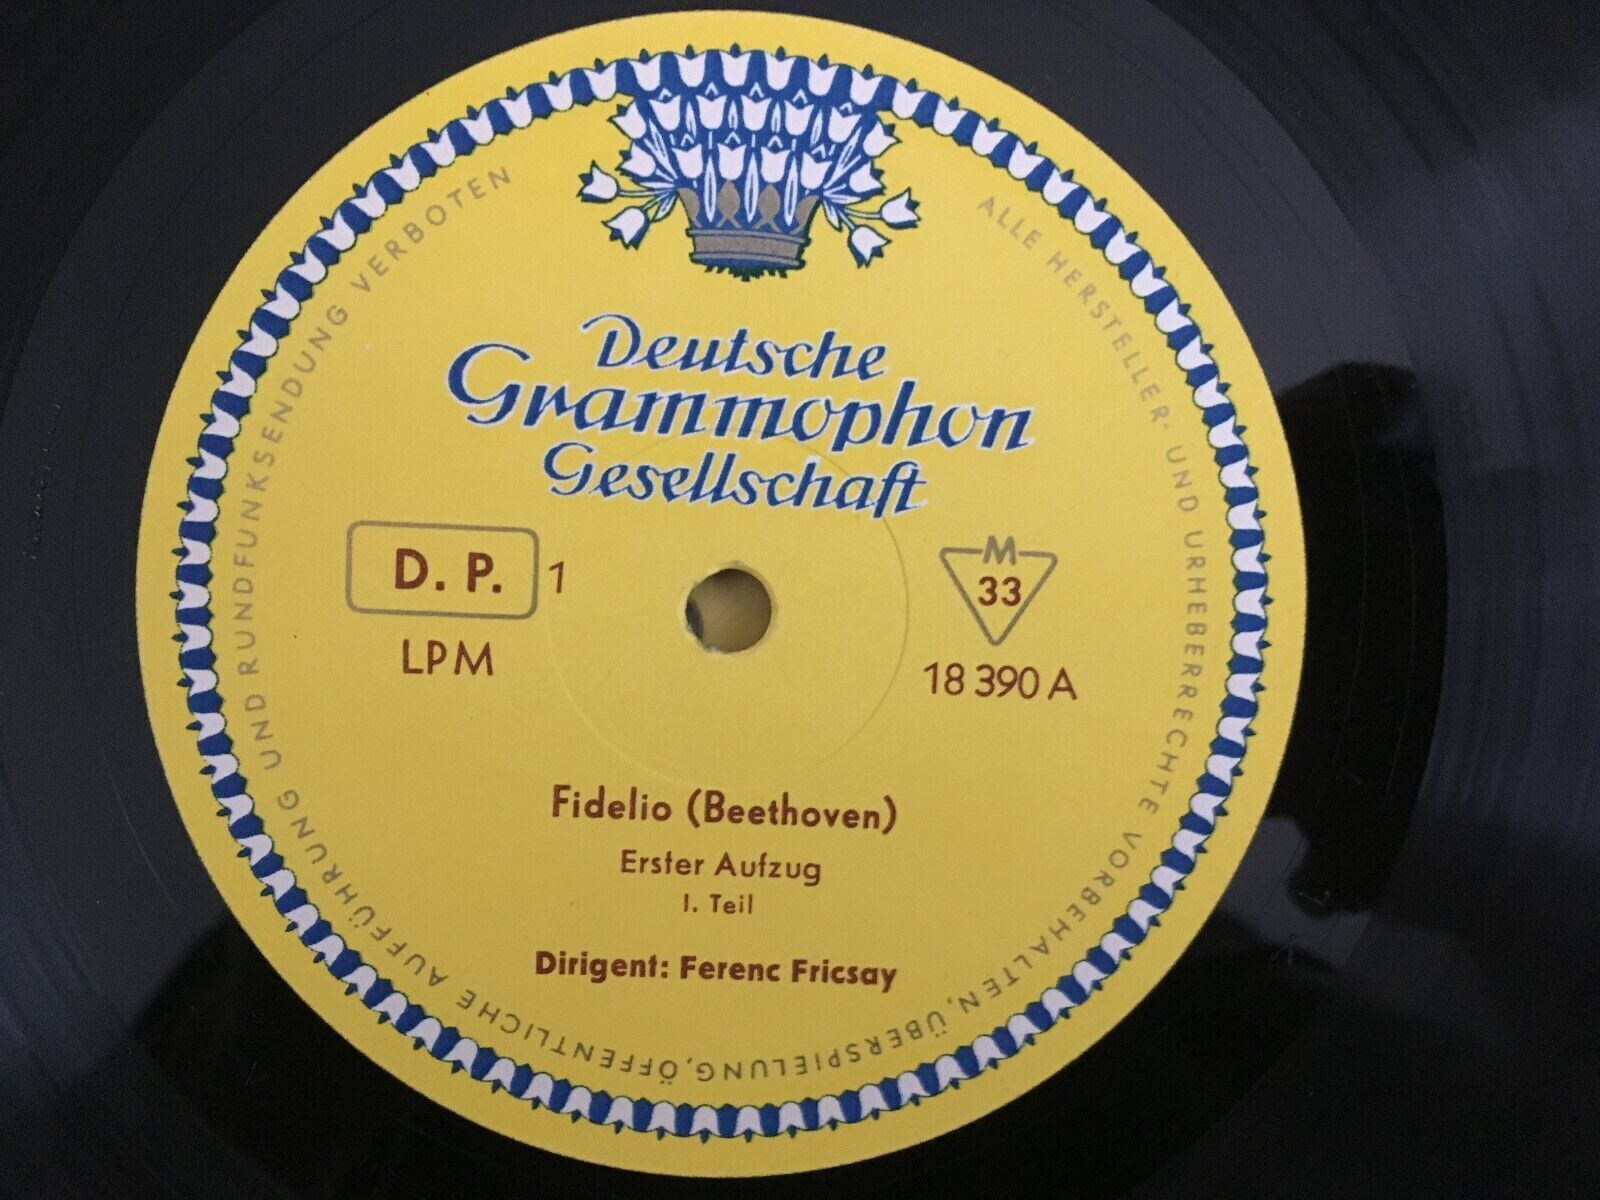 ALLE HERSTELLER- UND URHEBERRECHTE VORBEHALTEN, ÜBERSPIELUNG, ÖFFENTLICHE AUFFÜHRUNG UND RUNDFUNKSENDUNG VERBOTEN
Deutsche
Grammophon
Gesellschaft
D. P. 1
LPM
M
33
18 390 A
Fidelio (Beethoven)
Erster Aufzug
I. Teil
Dirigent: Ferenc Fricsay